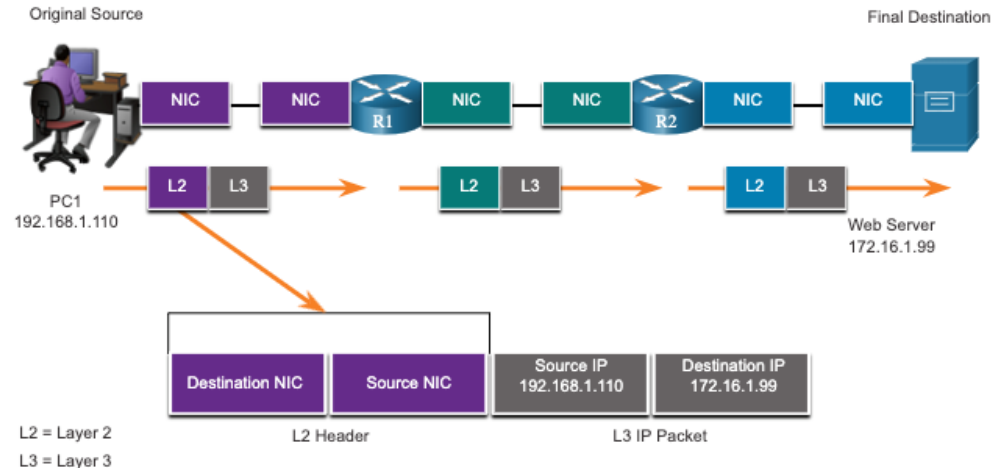 Original Source
Final Destination
NIC
NIC
R1
NIC
NIC
R2
NIC
NIC
PC1
192.168.1.110
L2 L3
L2 L3
L2 L3
Web Server
172.16.1.99
Destination NIC
Source NIC
Source IP
192.168.1.110
Destination IP
172.16.1.99
L2 Header
L3 IP Packet
L2 = Layer 2
L3 = Layer 3